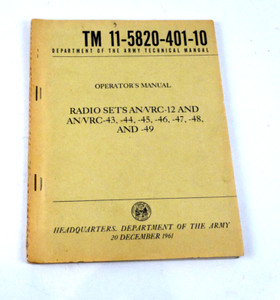 TM 11-5820-401-10
DEPARTMENT OF THE ARMY TECHNICAL MANUAL
OPERATOR'S MANUAL
RADIO SETS AN/VRC-12 AND
AN/VRC-43, -44, -45, -46, -47, -48,
AND -49
HEADQUARTERS, DEPARTMENT OF THE ARMY
20 DECEMBER 1961